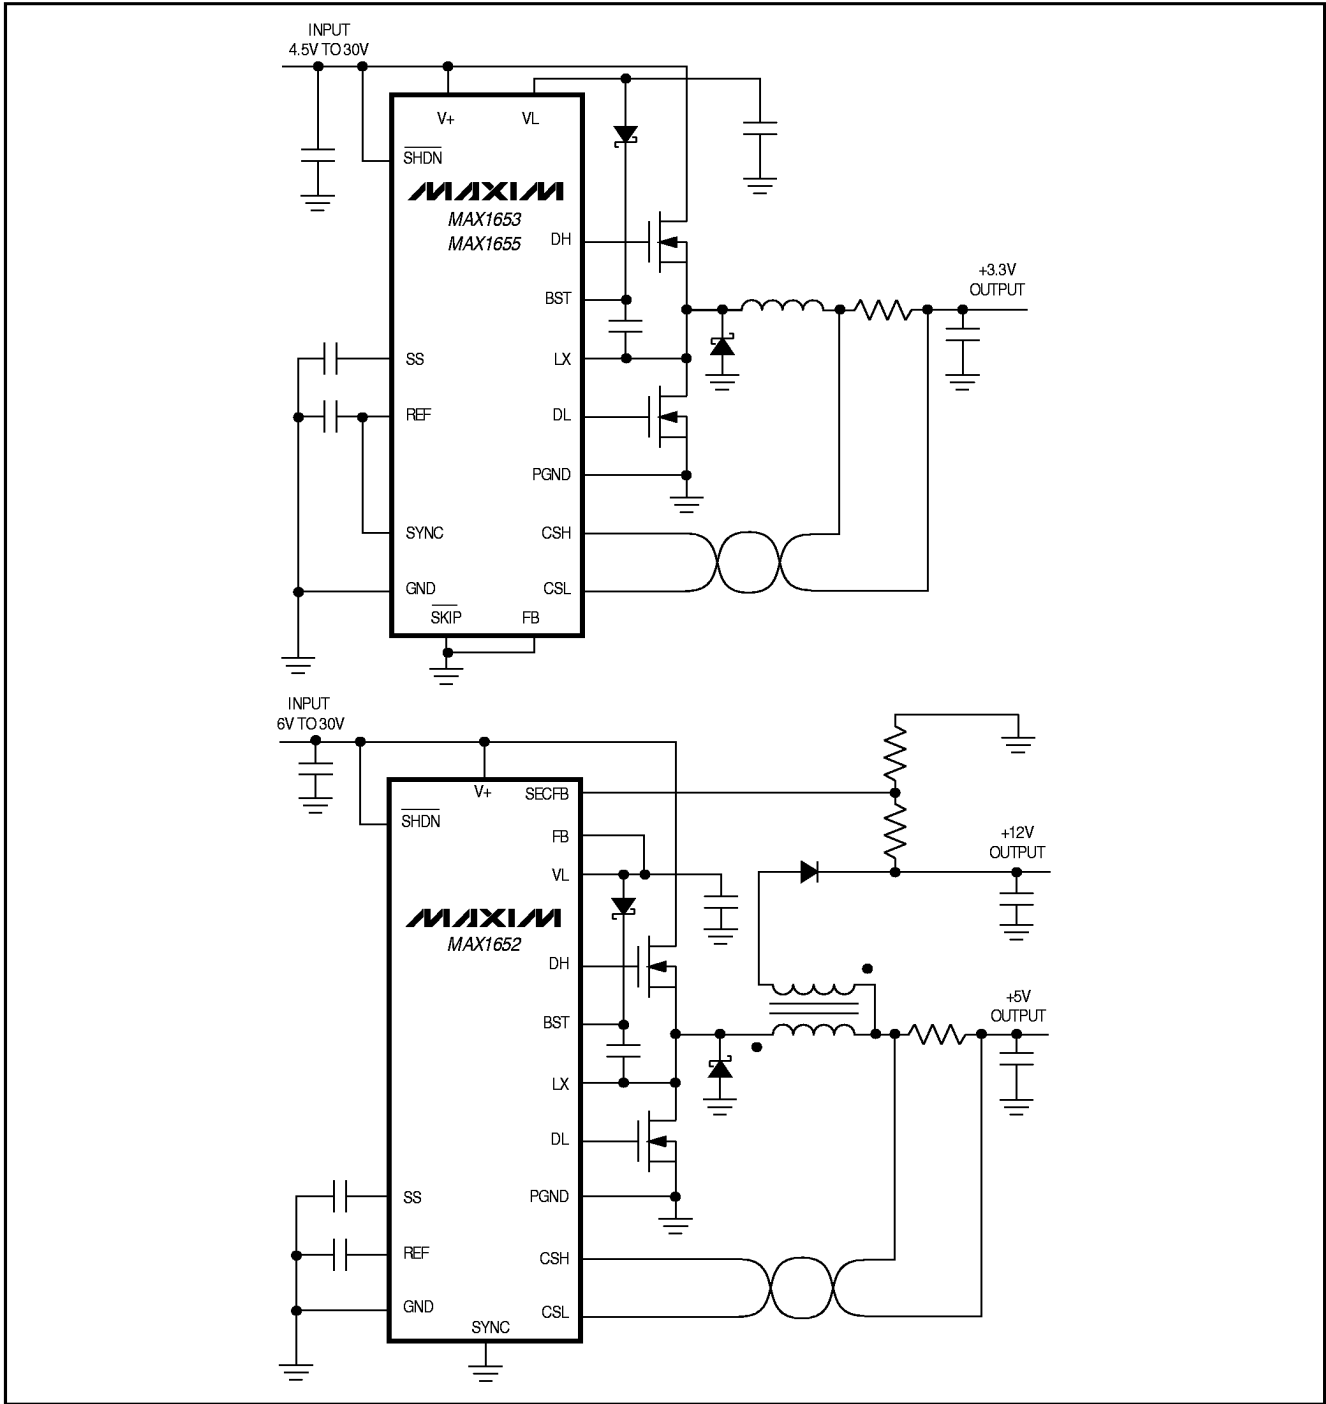 INPUT
4.5V TO 30V
V+
VL
SHDN
MAXIM
MAX1653
MAX1655
DH
+3.3V
OUTPUT
BST
SS
LX
REF
DL
PGND
SYNC
CSH
GND
CSL
SKIP
FB
INPUT
6V TO 30V
V+
SECFB
SHDN
FB
+12V
OUTPUT
VL
MAXIM
MAX1652
DH
+5V
OUTPUT
BST
LX
DL
SS
PGND
REF
CSH
GND
CSL
SYNC